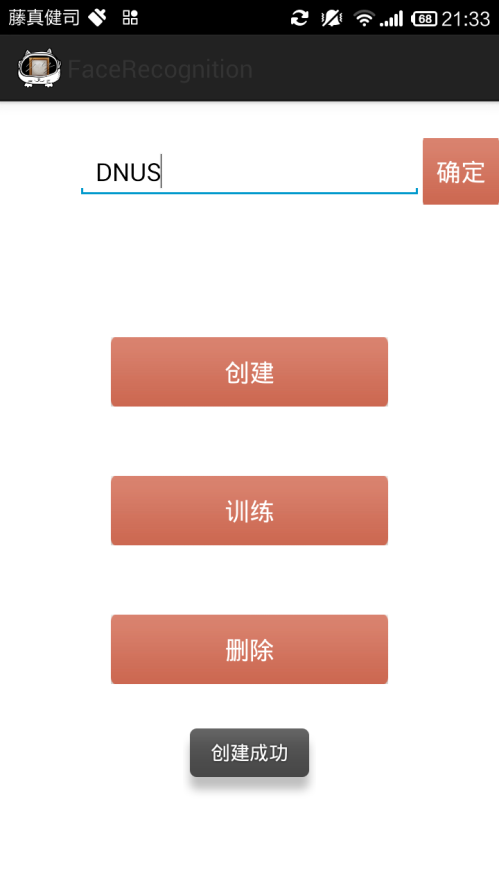 藤真健司 68 21:33
FaceRecognition
DNUS 确定
创建
训练
删除
创建成功